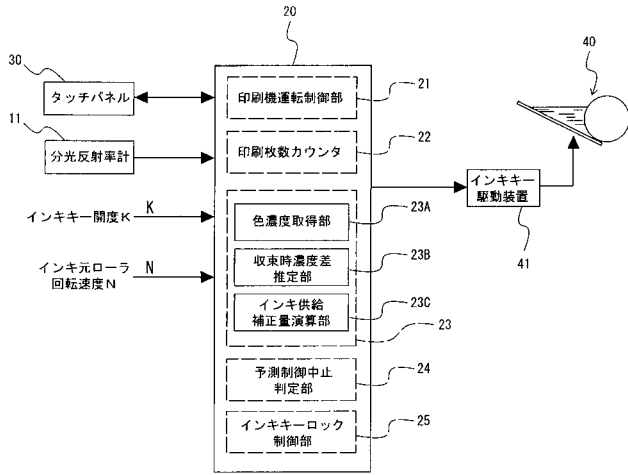 20
30
タッチパネル
11
分光反射率計
インキキー開度K
K
インキ元ローラ
回転速度N
N
印刷機運転制御部
21
印刷枚数カウンタ
22
色濃度取得部
23A
収束時濃度差
推定部
23B
インキ供給
補正量演算部
23C
23
予測制御中止
判定部
24
インキキーロック
制御部
25
40
インキキー
駆動装置
41